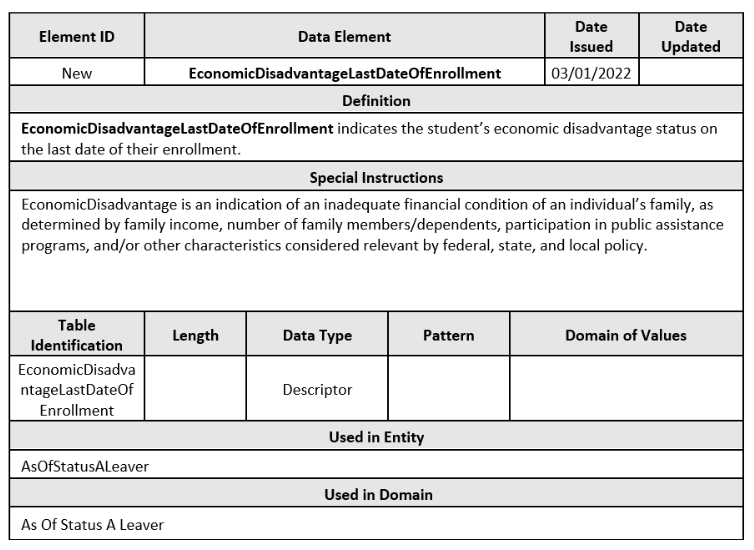 Element ID Data Element Date Issued Date Updated
New EconomicDisadvantageLastDateOfEnrollment 03/01/2022
Definition
EconomicDisadvantageLastDateOfEnrollment indicates the student's economic disadvantage status on
the last date of their enrollment.
Special Instructions
EconomicDisadvantage is an indication of an inadequate financial condition of an individual's family, as
determined by family income, number of family members/dependents, participation in public assistance
programs, and/or other characteristics considered relevant by federal, state, and local policy.
Table
Identification
Length Data Type Pattern Domain of Values
EconomicDisadva
ntageLastDateOf
Enrollment
Descriptor
Used in Entity
AsOfStatusALeaver
Used in Domain
As Of Status A Leaver